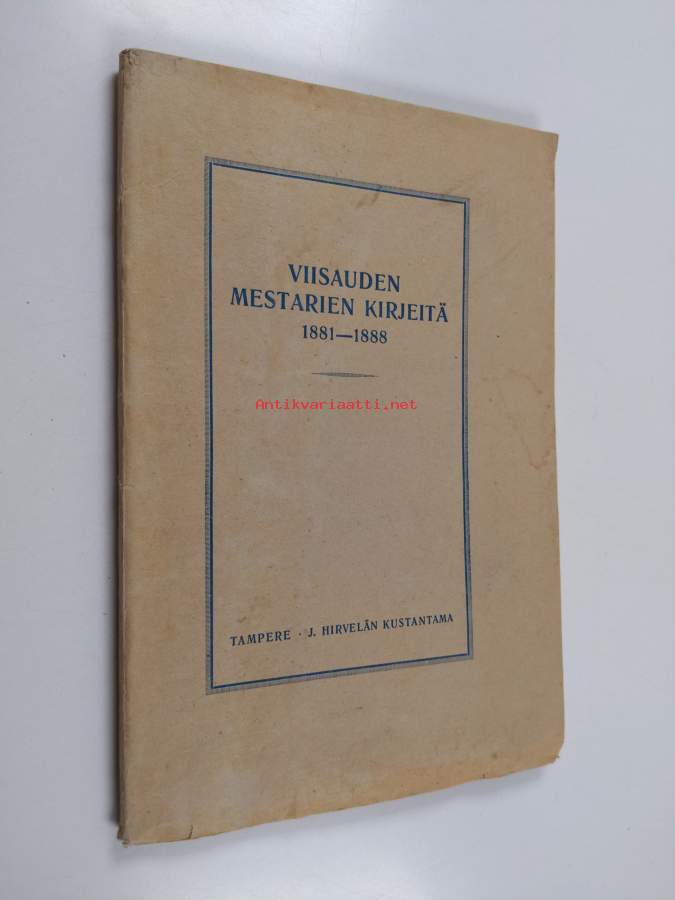 VIISAUDEN
MESTARIEN KIRJEITÄ
1881—1888
Antikvariaatti.net
TAMPERE · J. HIRVELÄN KUSTANTAMA